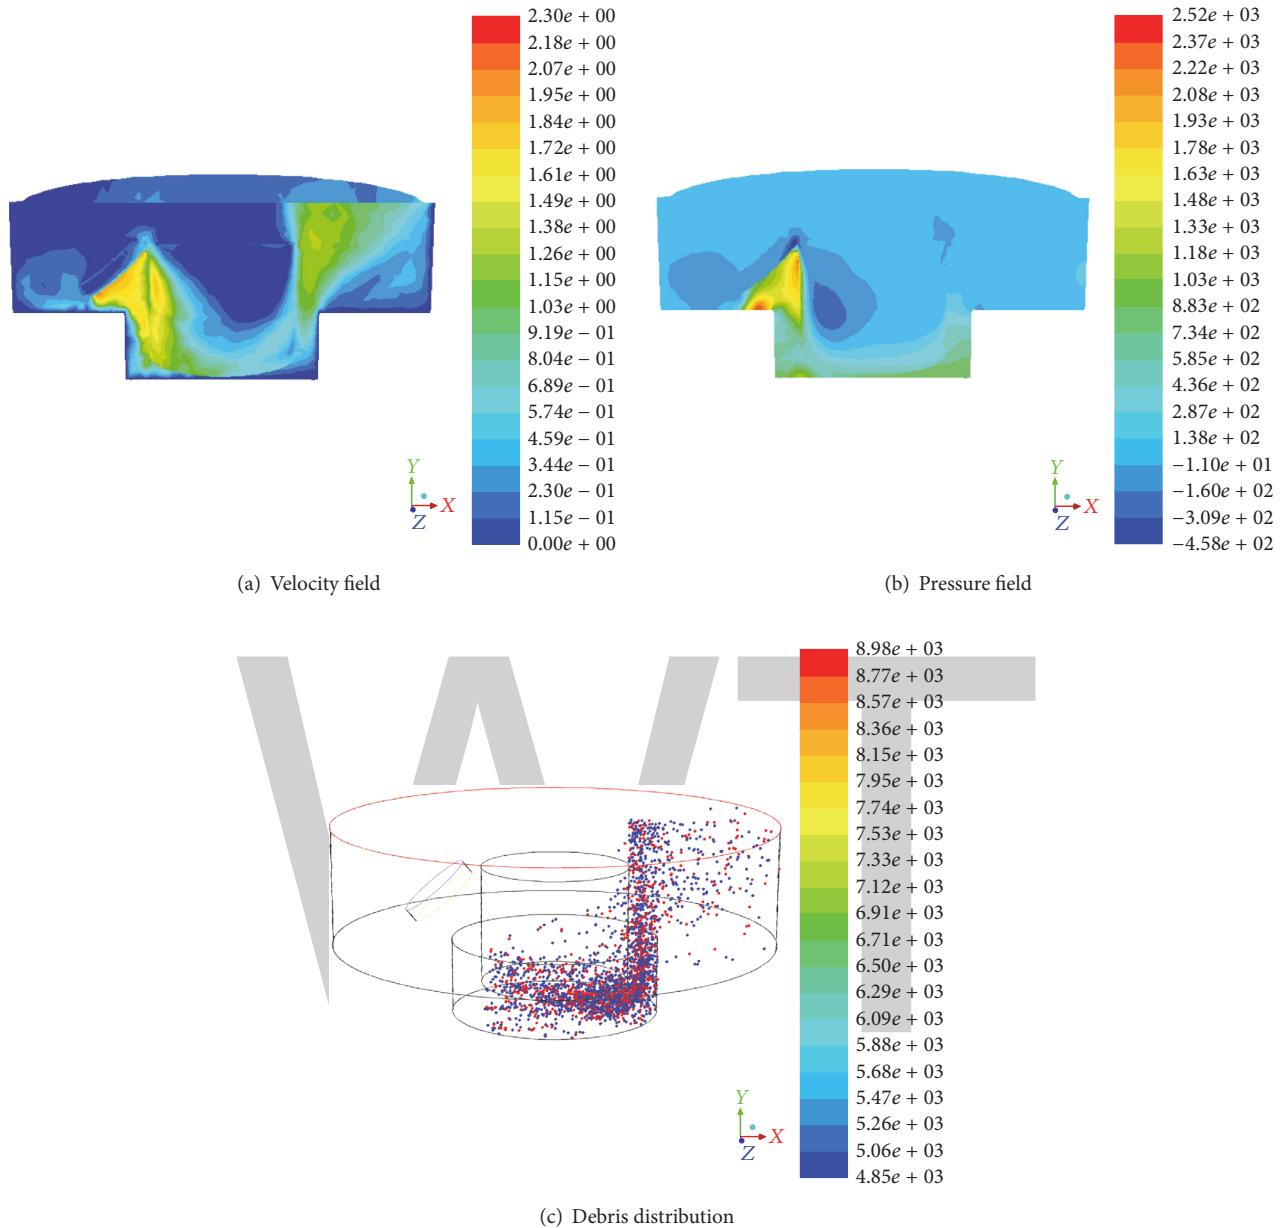 2.30e + 00
2.18e + 00
2.07e + 00
1.95e + 00
1.84e + 00
1.72e + 00
1.61e + 00
1.49e + 00
1.38e + 00
1.26e + 00
1.15e + 00
1.03e + 00
9.19e − 01
8.04e − 01
6.89e − 01
5.74e − 01
4.59e − 01
3.44e − 01
2.30e − 01
1.15e − 01
0.00e + 00
Y
X
Z
(a) Velocity field
2.52e + 03
2.37e + 03
2.22e + 03
2.08e + 03
1.93e + 03
1.78e + 03
1.63e + 03
1.48e + 03
1.33e + 03
1.18e + 03
1.03e + 03
8.83e + 02
7.34e + 02
5.85e + 02
4.36e + 02
2.87e + 02
1.38e + 02
−1.10e + 01
−1.60e + 02
−3.09e + 02
−4.58e + 02
Y
X
Z
(b) Pressure field
WT
8.98e + 03
8.77e + 03
8.57e + 03
8.36e + 03
8.15e + 03
7.95e + 03
7.74e + 03
7.53e + 03
7.33e + 03
7.12e + 03
6.91e + 03
6.71e + 03
6.50e + 03
6.29e + 03
6.09e + 03
5.88e + 03
5.68e + 03
5.47e + 03
5.26e + 03
5.06e + 03
4.85e + 03
Y
X
Z
(c) Debris distribution